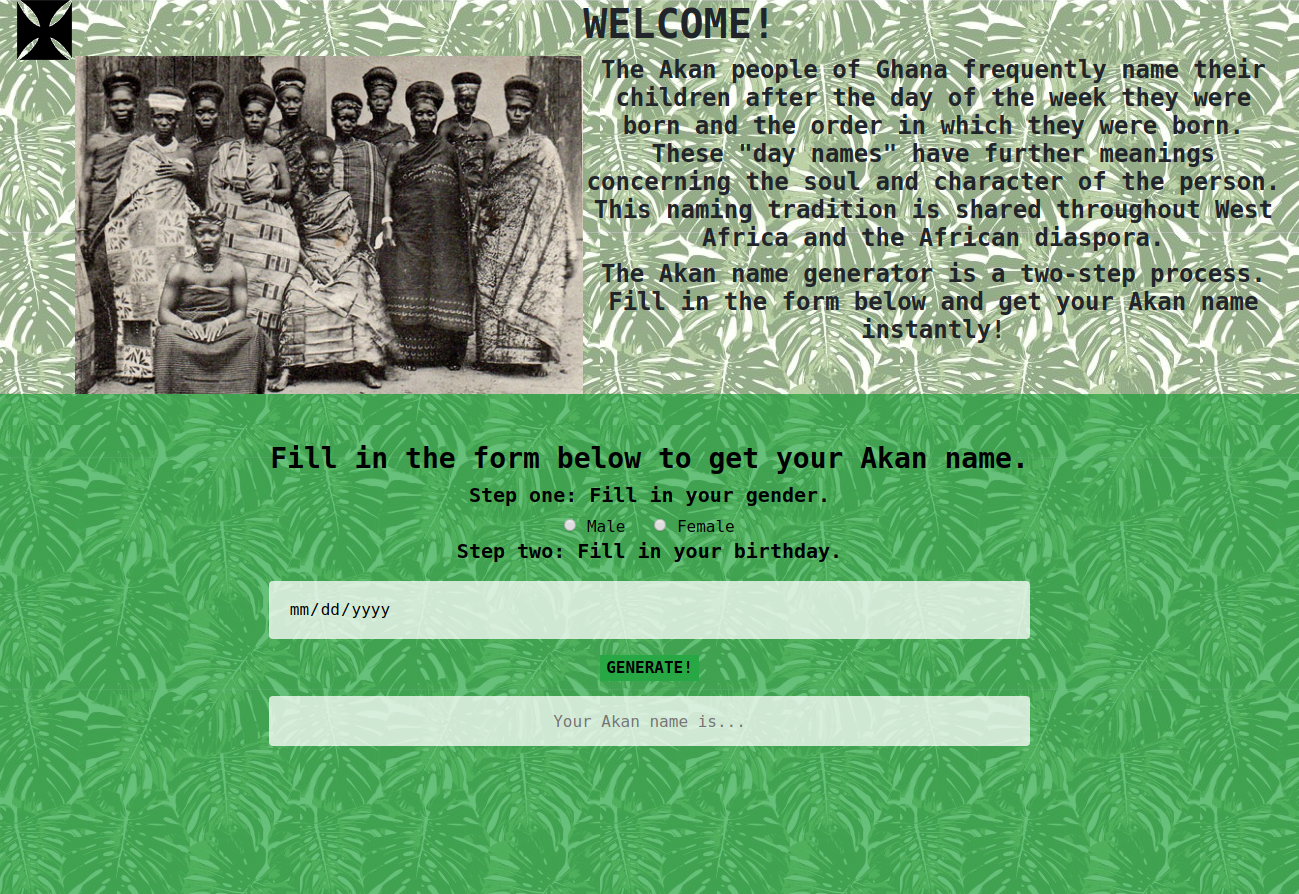 WELCOME!
The Akan people of Ghana frequently name their
children after the day of the week they were
born and the order in which they were born.
These "day names" have further meanings
concerning the soul and character of the person.
This naming tradition is shared throughout West
Africa and the African diaspora.
The Akan name generator is a two-step process.
Fill in the form below and get your Akan name
instantly!
Fill in the form below to get your Akan name.
Step one: Fill in your gender.
Male Female
Step two: Fill in your birthday.
mm/dd/yyyy
GENERATE!
Your Akan name is...